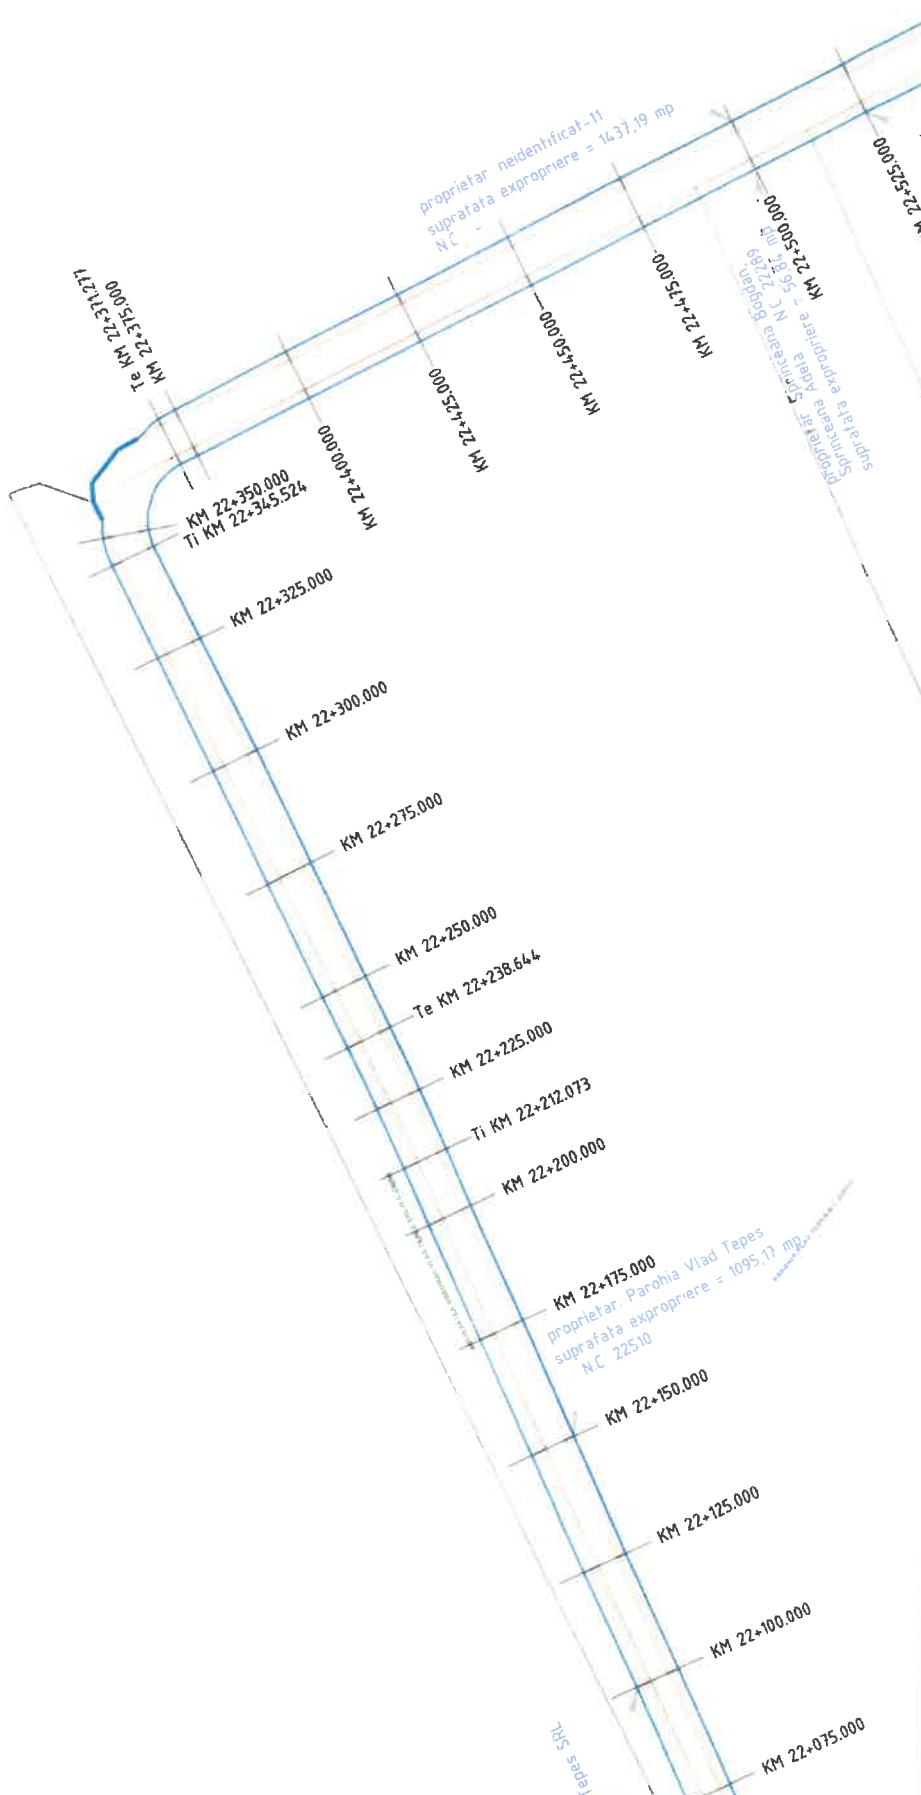 proprietar neidentificat-11
suprafata expropriere = 1437,19 mp
N.C -
KM 22+525.000
KM 22+500.000
proprietar Sprinceana Bogdan,
Sprinceana Adela N C 22289
suprafata expropriere = 56,84 mp
KM 22+475.000
KM 22+450.000
KM 22+425.000
KM 22+400.000
Te KM 22+371.277
KM 22+375.000
KM 22+350.000
Ti KM 22+345.524
KM 22+325.000
KM 22+300.000
KM 22+275.000
KM 22+250.000
Te KM 22+238.644
KM 22+225.000
Ti KM 22+212.073
KM 22+200.000
KM 22+175.000
proprietar. Parohia Vlad Tepes
suprafata expropriere = 1095,17 mp
N.C 22510
KM 22+150.000
KM 22+125.000
KM 22+100.000
KM 22+075.000
Tepes SRL